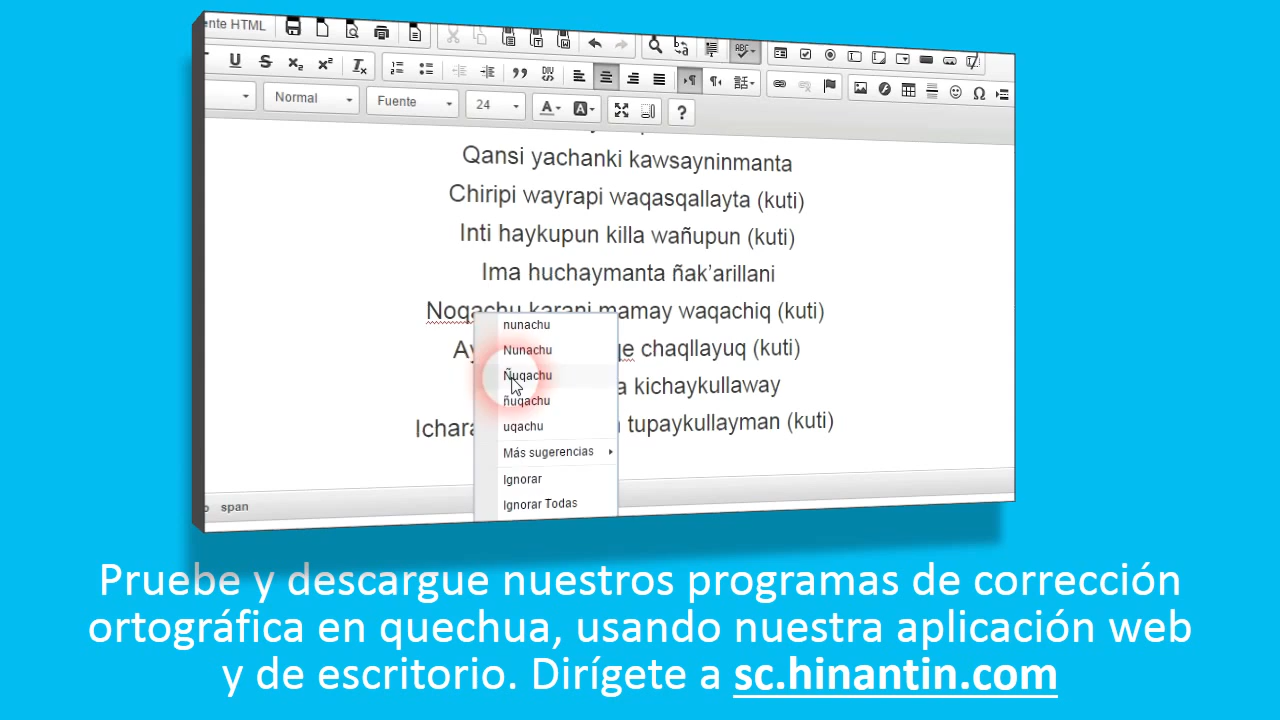 ente HTML
Normal Fuente 24
Qansi yachanki kawsayninmanta
Chiripi wayrapi waqasqallayta (kuti)
Inti haykupun killa wañupun (kuti)
Ima huchaymanta ñak’arillani
Noqachu karani mamay waqachiq (kuti)
nunachu
Ay qe chaqllayuq (kuti)
Nunachu
Ñuqachu
a kichaykullaway
ñuqachu
Ichara tupaykullayman (kuti)
uqachu
Más sugerencias
Ignorar
Ignorar Todas
span
Pruebe y descargue nuestros programas de corrección
ortográfica en quechua, usando nuestra aplicación web
y de escritorio. Dirígete a sc.hinantin.com